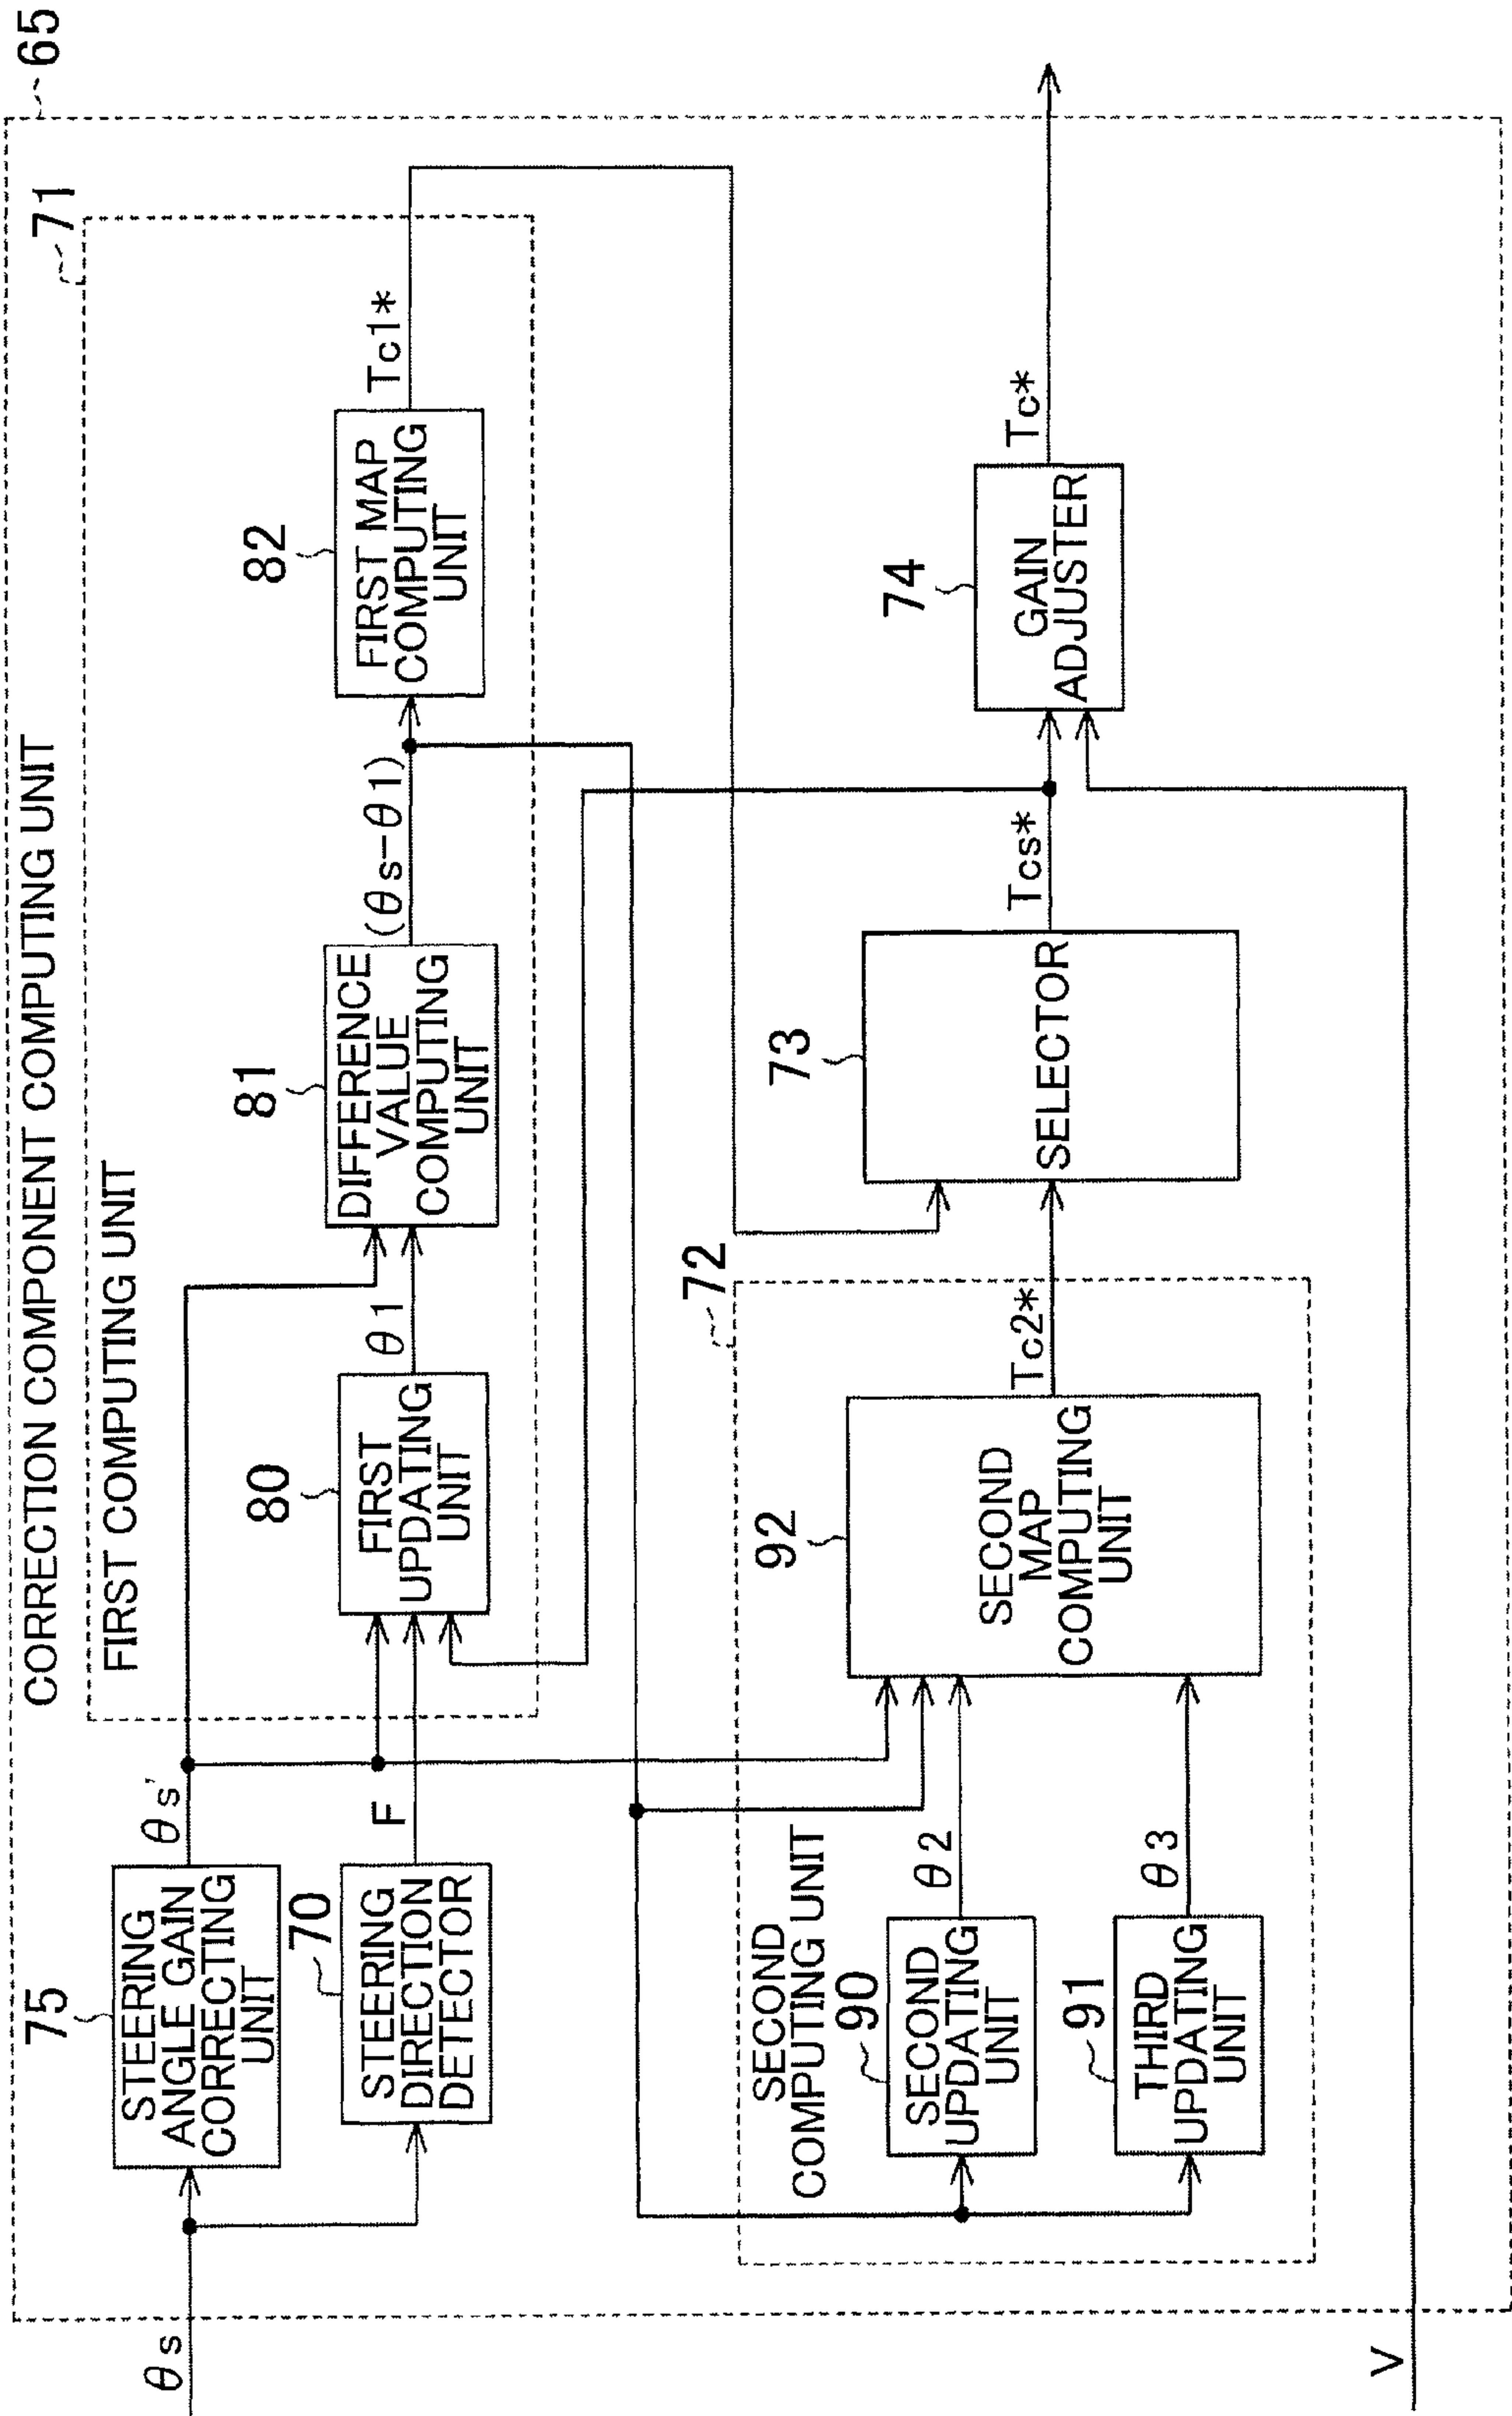 65
CORRECTION COMPONENT COMPUTING UNIT
71
FIRST COMPUTING UNIT
75
STEERING
ANGLE GAIN
CORRECTING
UNIT
θs
θs'
70
STEERING
DIRECTION
DETECTOR
F
80
FIRST
UPDATING
UNIT
θ1
81
DIFFERENCE
VALUE
COMPUTING
UNIT
(θs-θ1)
82
FIRST MAP
COMPUTING
UNIT
Tc1*
72
SECOND
COMPUTING UNIT
90
SECOND
UPDATING
UNIT
θ2
91
THIRD
UPDATING
UNIT
θ3
92
SECOND
MAP
COMPUTING
UNIT
Tc2*
73
SELECTOR
Tcs*
74
GAIN
ADJUSTER
Tc*
V